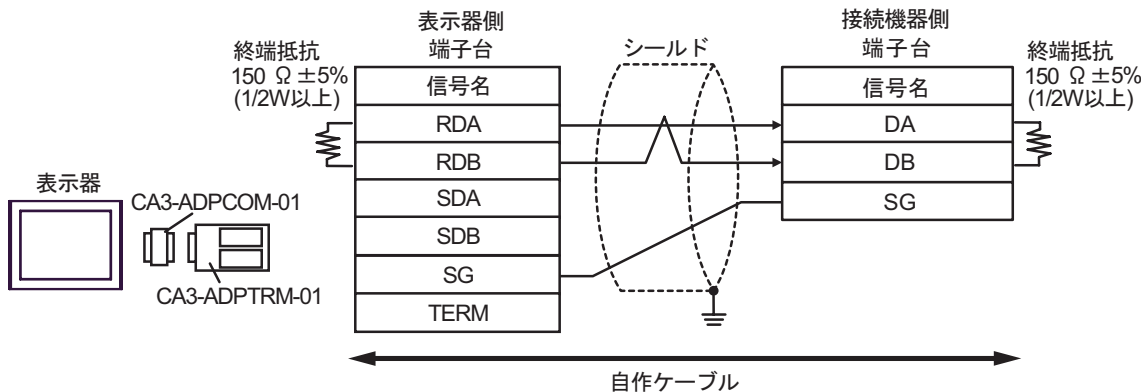 表示器側
端子台
シールド
接続機器側
端子台
終端抵抗
150 Ω ±5%
(1/2W以上)
終端抵抗
150 Ω ±5%
(1/2W以上)
信号名
信号名
RDA
DA
RDB
DB
SDA
SG
SDB
SG
TERM
表示器
CA3-ADPCOM-01
CA3-ADPTRM-01
自作ケーブル